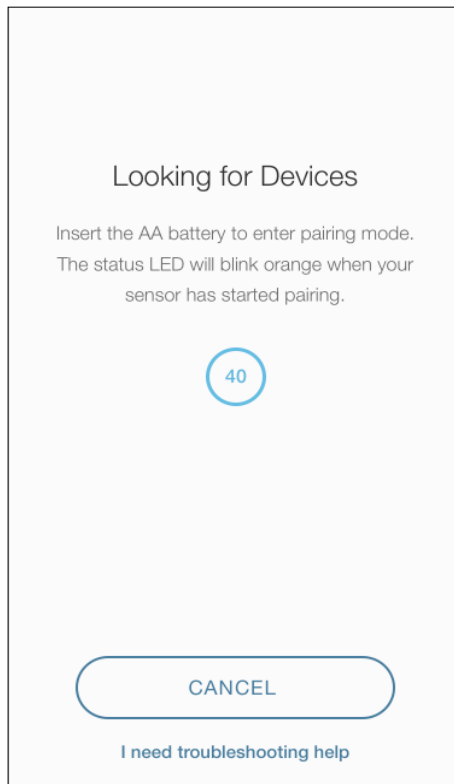 Looking for Devices
Insert the AA battery to enter pairing mode.
The status LED will blink orange when your
sensor has started pairing.
40
CANCEL
I need troubleshooting help